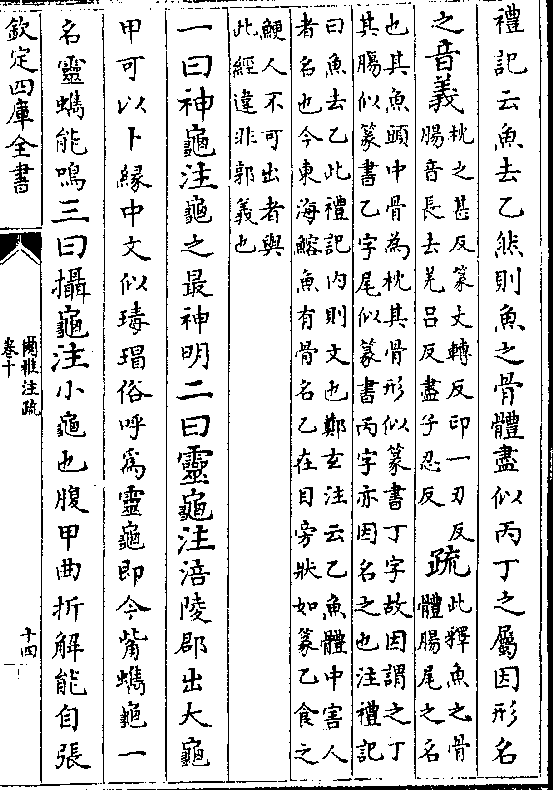 禮記云魚去乙然則魚之骨體盡似丙丁之屬因形名
之音義枕之甚反篆文轉反印一刃反
腸音長去羌吕反盡子忍反
疏此釋魚之骨
體腸尾之名
也其魚頭中骨為枕其骨形似篆書丁字故因謂之丁
其腸似篆書乙字尾似篆書丙字亦因名之也注禮記
曰魚去乙此禮記内則文也鄭玄注云乙魚體中害人
者名也今東海鰫魚有骨名乙在目旁狀如篆乙食之
鯁人不可出者與
此經違非郭義也
一曰神龜注龜之最神明二曰靈龜注涪陵郡出大龜
甲可以卜緣中文似瑇瑁俗呼為靈龜即今觜蠵龜一
名靈蠵能鳴三曰攝龜注小龜也腹甲曲折解能自張
欽定四庫全書
爾雅注疏
卷十
十四